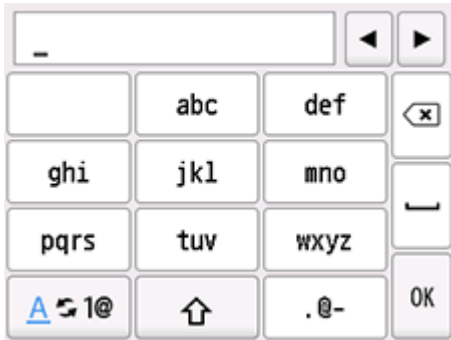 _
abc def
ghi jkl mno
pqrs tuv wxyz
A 1@ .@- OK